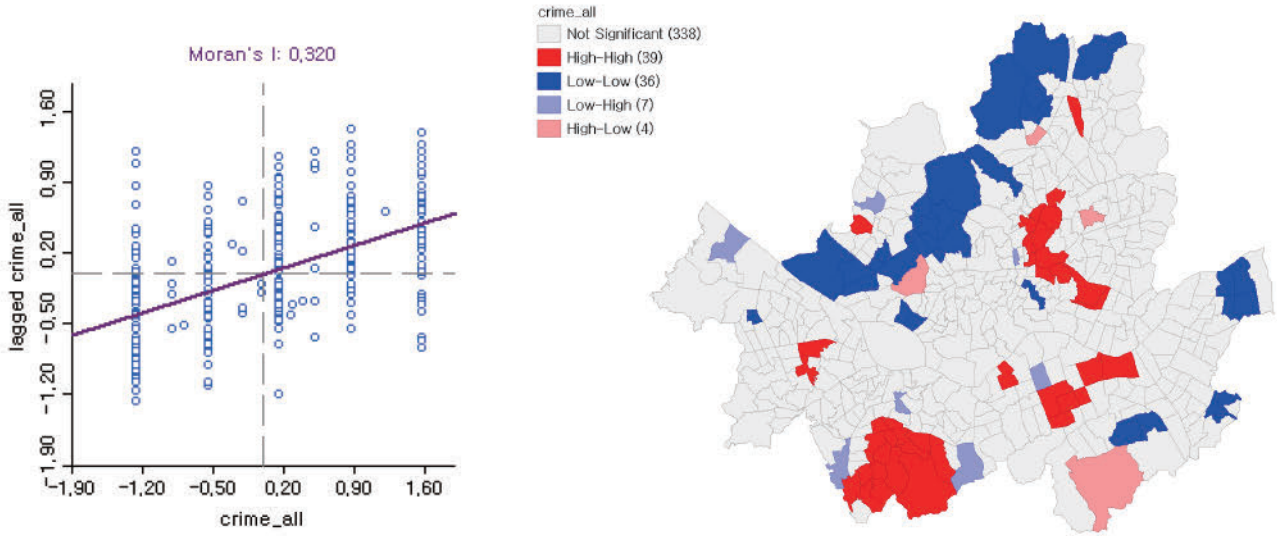 Moran's I: 0,320
lagged crime_all
1,60
0,90
0,20
-0,50
-1,20
-1,90
-1,90
-1,20
-0,50
0,20
0,90
1,60
crime_all
crime_all
Not Significant (338)
High-High (39)
Low-Low (36)
Low-High (7)
High-Low (4)